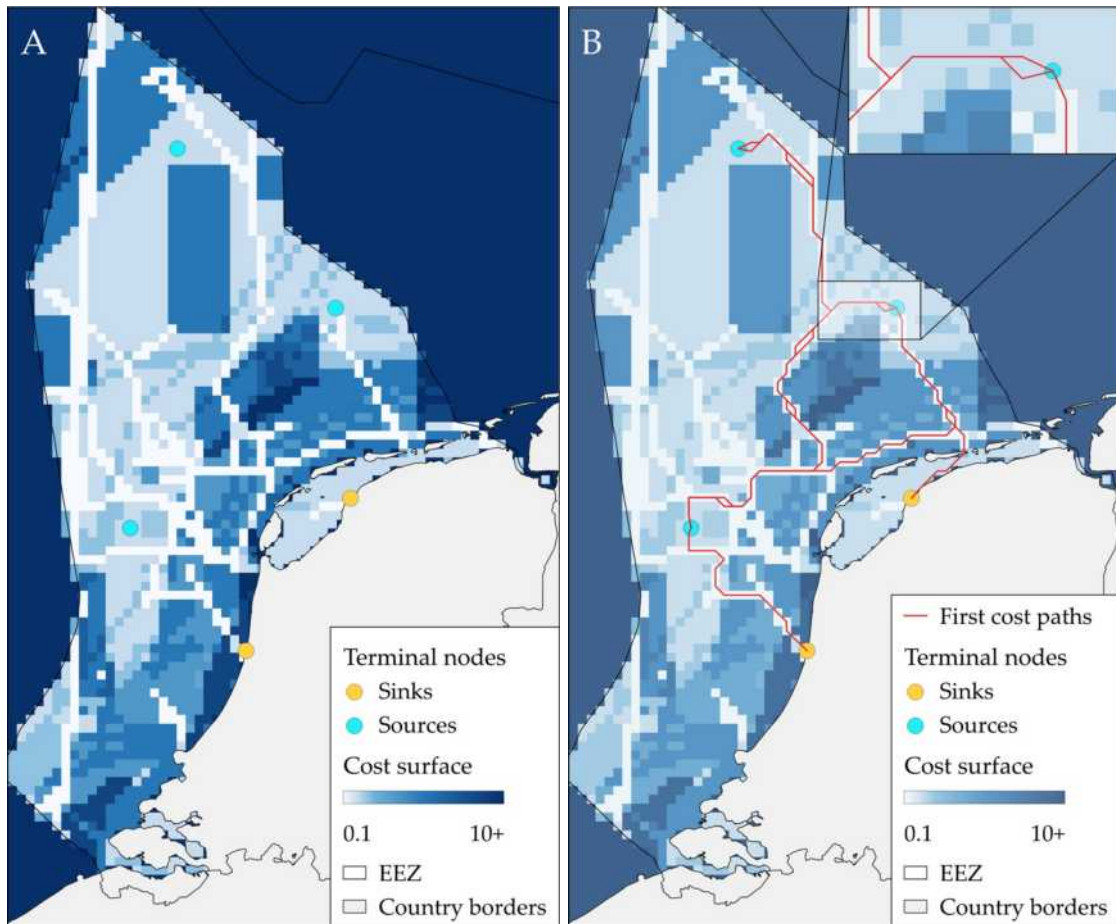 A
Terminal nodes
Sinks
Sources
Cost surface
0.1 10+
EEZ
Country borders
B
First cost paths
Terminal nodes
Sinks
Sources
Cost surface
0.1 10+
EEZ
Country borders